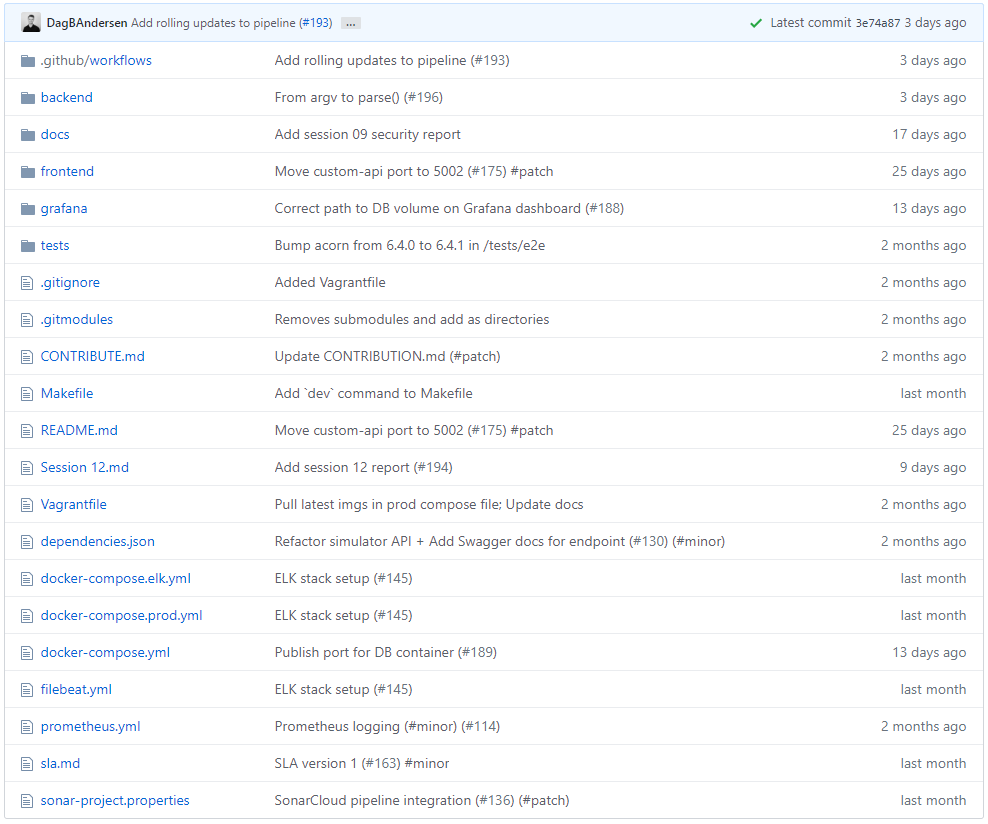 DagBAndersen Add rolling updates to pipeline (#193) ... Latest commit 3e74a87 3 days ago
.github/workflows Add rolling updates to pipeline (#193) 3 days ago
backend From argv to parse() (#196) 3 days ago
docs Add session 09 security report 17 days ago
frontend Move custom-api port to 5002 (#175) #patch 25 days ago
grafana Correct path to DB volume on Grafana dashboard (#188) 13 days ago
tests Bump acorn from 6.4.0 to 6.4.1 in /tests/e2e 2 months ago
.gitignore Added Vagrantfile 2 months ago
.gitmodules Removes submodules and add as directories 2 months ago
CONTRIBUTE.md Update CONTRIBUTION.md (#patch) 2 months ago
Makefile Add `dev` command to Makefile last month
README.md Move custom-api port to 5002 (#175) #patch 25 days ago
Session 12.md Add session 12 report (#194) 9 days ago
Vagrantfile Pull latest imgs in prod compose file; Update docs 2 months ago
dependencies.json Refactor simulator API + Add Swagger docs for endpoint (#130) (#minor) 2 months ago
docker-compose.elk.yml ELK stack setup (#145) last month
docker-compose.prod.yml ELK stack setup (#145) last month
docker-compose.yml Publish port for DB container (#189) 13 days ago
filebeat.yml ELK stack setup (#145) last month
prometheus.yml Prometheus logging (#minor) (#114) 2 months ago
sla.md SLA version 1 (#163) #minor last month
sonar-project.properties SonarCloud pipeline integration (#136) (#patch) last month